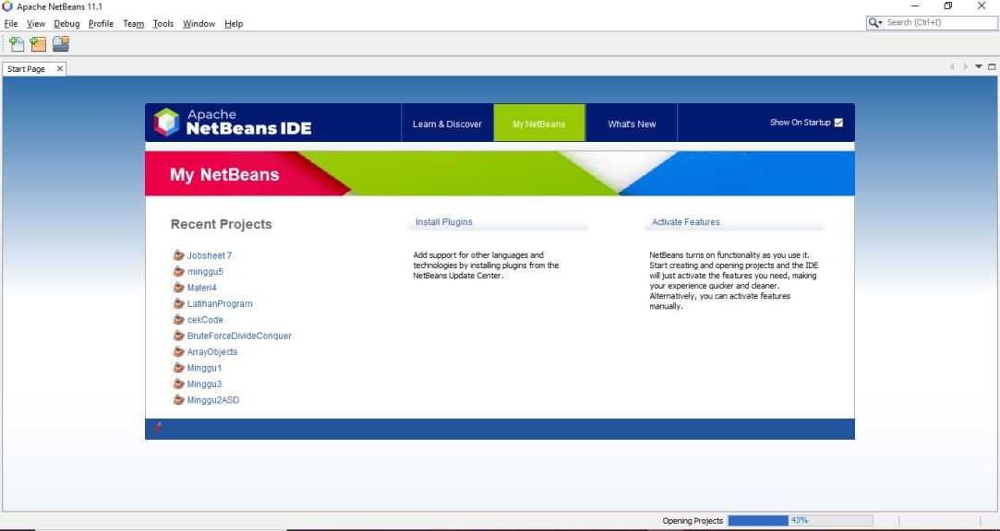 Apache NetBeans 11.1
File View Debug Profile Team Tools Window Help
Search (Ctrl+I)
Start Page
Apache
NetBeans IDE
Learn & Discover
My NetBeans
What's New
Show On Startup
My NetBeans
Recent Projects
Jobsheet 7
minggu5
Materi4
LatihanProgram
cekCode
BruteForceDivideConquer
ArrayObjects
Minggu1
Minggu3
Minggu2ASD
Install Plugins
Add support for other languages and
technologies by installing plugins from the
NetBeans Update Center.
Activate Features
NetBeans turns on functionality as you use it.
Start creating and opening projects and the IDE
will just activate the features you need, making
your experience quicker and cleaner.
Alternatively, you can activate features
manually.
Opening Projects
43%